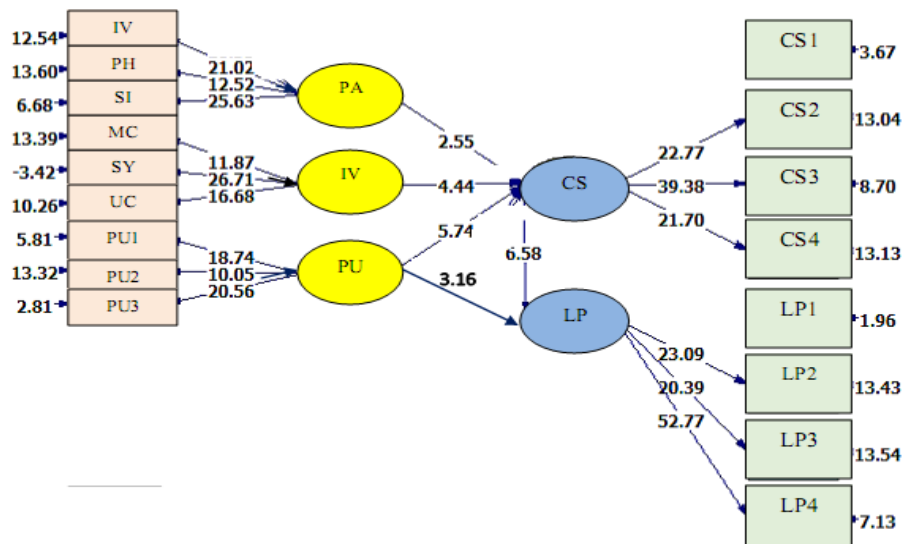 IV
12.54
PH
13.60
SI
6.68
MC
13.39
SY
-3.42
UC
10.26
PU1
5.81
PU2
13.32
PU3
2.81
21.02
12.52
25.63
11.87
26.71
16.68
18.74
10.05
20.56
PA
IV
PU
2.55
4.44
5.74
3.16
6.58
CS
LP
22.77
39.38
21.70
23.09
20.39
52.77
CS1
3.67
CS2
13.04
CS3
8.70
CS4
13.13
LP1
1.96
LP2
13.43
LP3
13.54
LP4
7.13